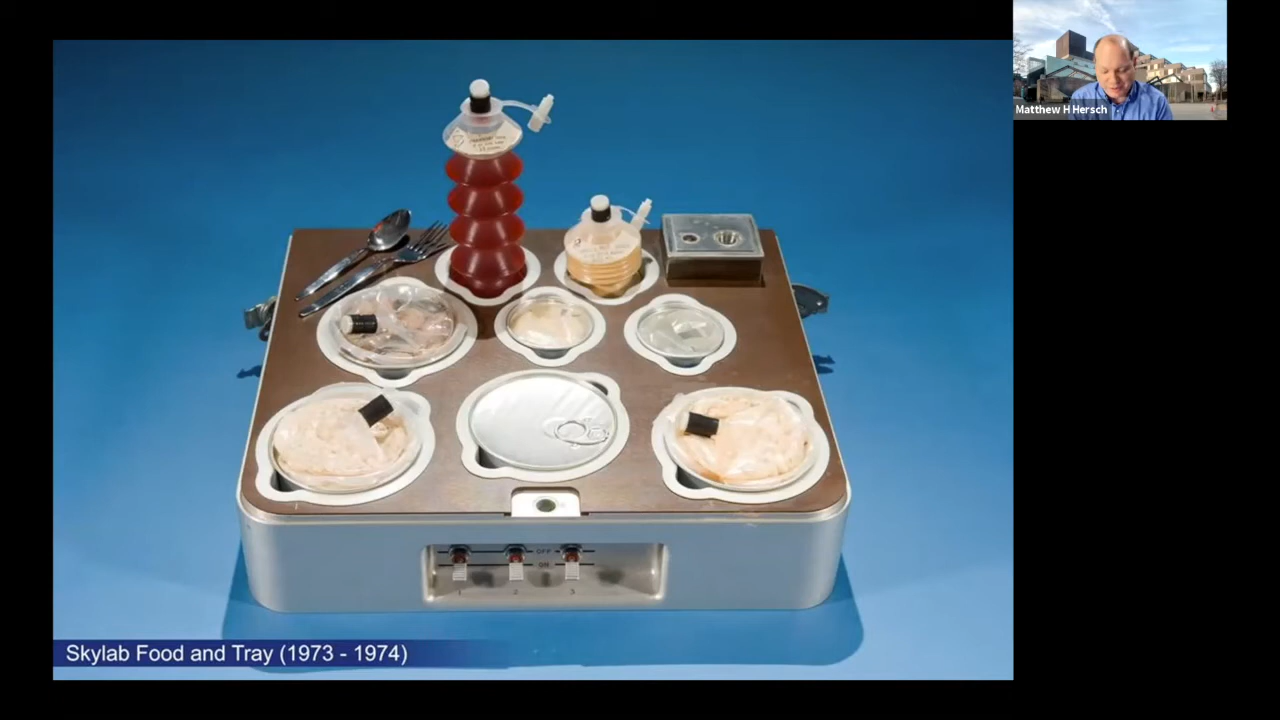 Matthew H Hersch
OFF
ON
1 2 3
Skylab Food and Tray (1973 - 1974)